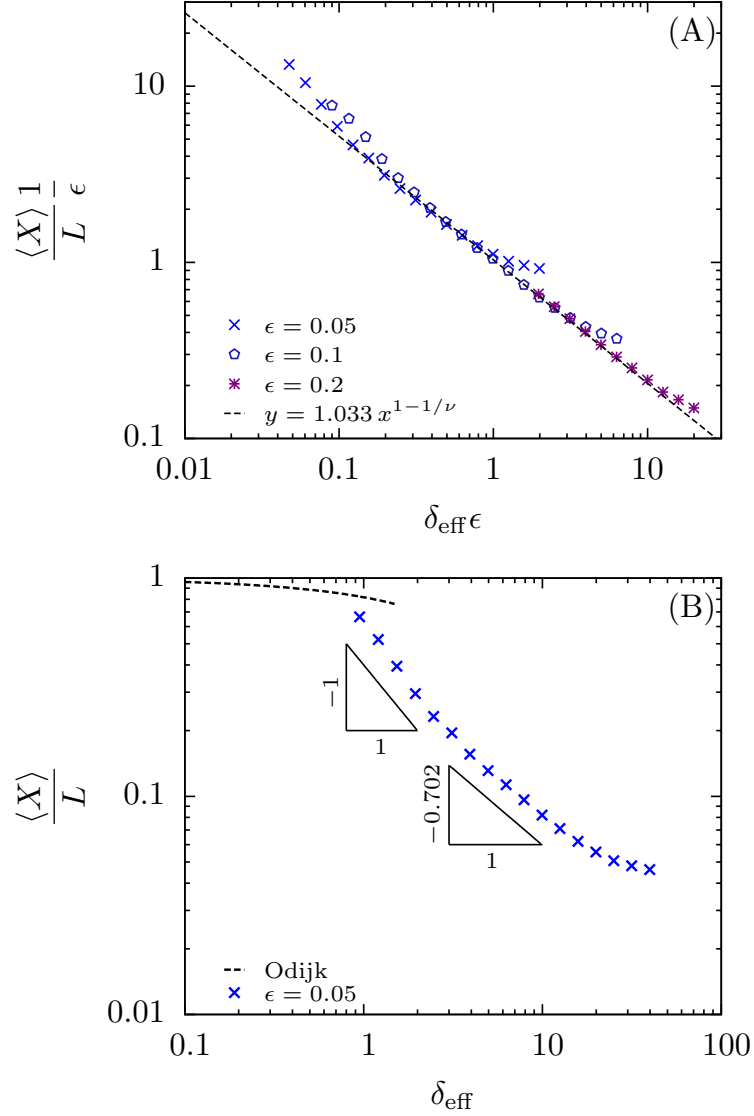 (A)
10
1
0.1
⟨X⟩/L 1/ϵ
ϵ = 0.05
ϵ = 0.1
ϵ = 0.2
y = 1.033 x^{1−1/ν}
0.01 0.1 1 10
δ_eff ϵ
(B)
1
0.1
0.01
⟨X⟩/L
−1
1
−0.702
1
Odijk
ϵ = 0.05
0.1 1 10 100
δ_eff